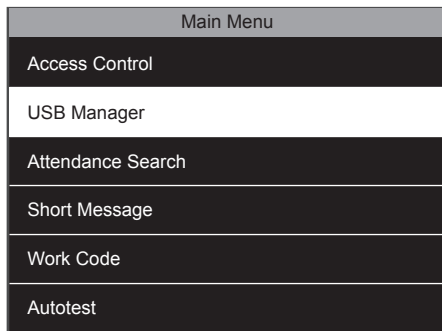 Main Menu
Access Control
USB Manager
Attendance Search
Short Message
Work Code
Autotest